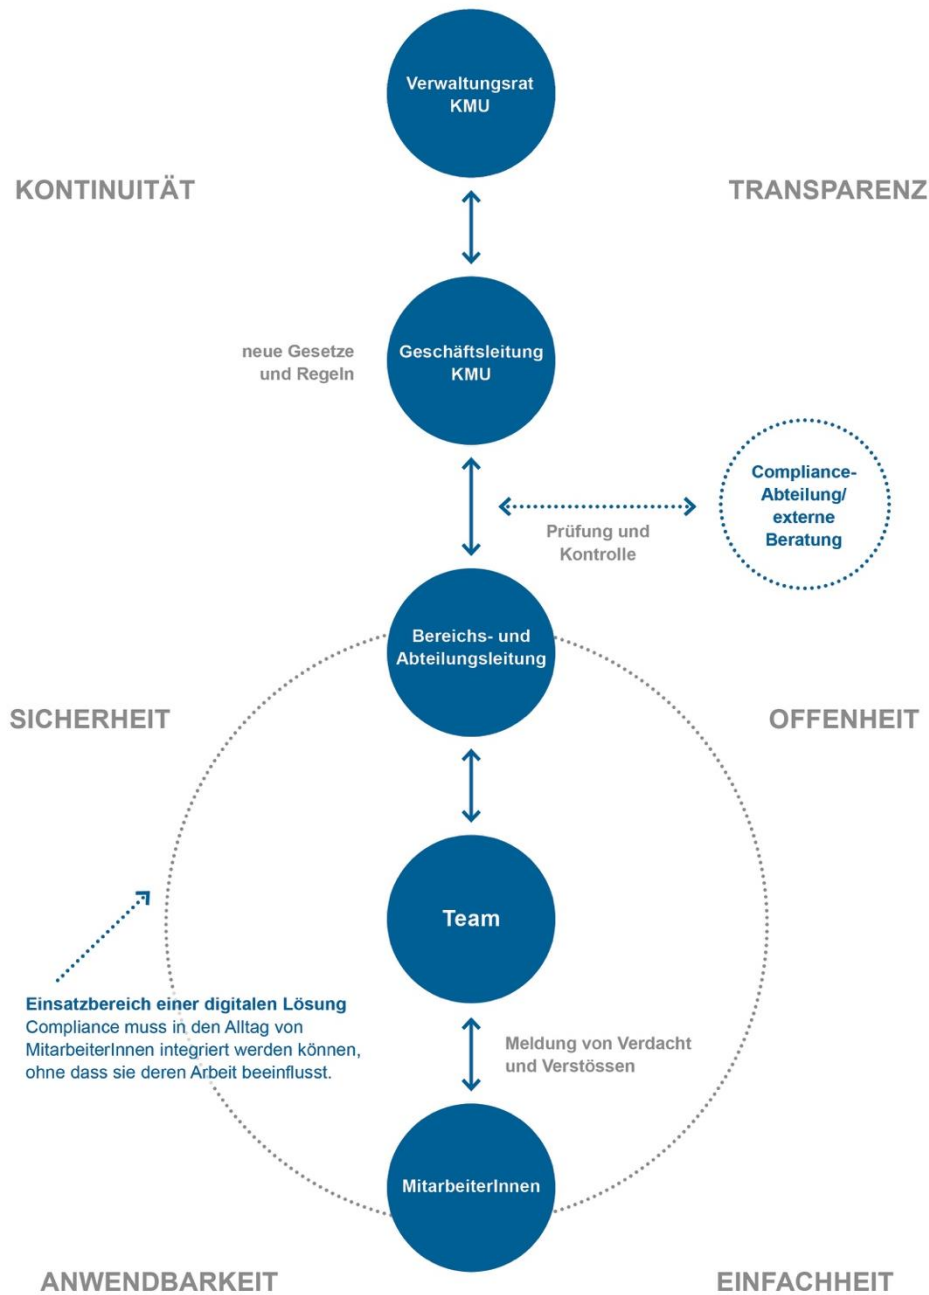 Verwaltungsrat
KMU
KONTINUITÄT
TRANSPARENZ
neue Gesetze
und Regeln
Geschäftsleitung
KMU
Compliance-
Abteilung/
externe
Beratung
Prüfung und
Kontrolle
Bereichs- und
Abteilungsleitung
SICHERHEIT
OFFENHEIT
Team
Einsatzbereich einer digitalen Lösung
Compliance muss in den Alltag von
MitarbeiterInnen integriert werden können,
ohne dass sie deren Arbeit beeinflusst.
Meldung von Verdacht
und Verstössen
MitarbeiterInnen
ANWENDBARKEIT
EINFACHHEIT